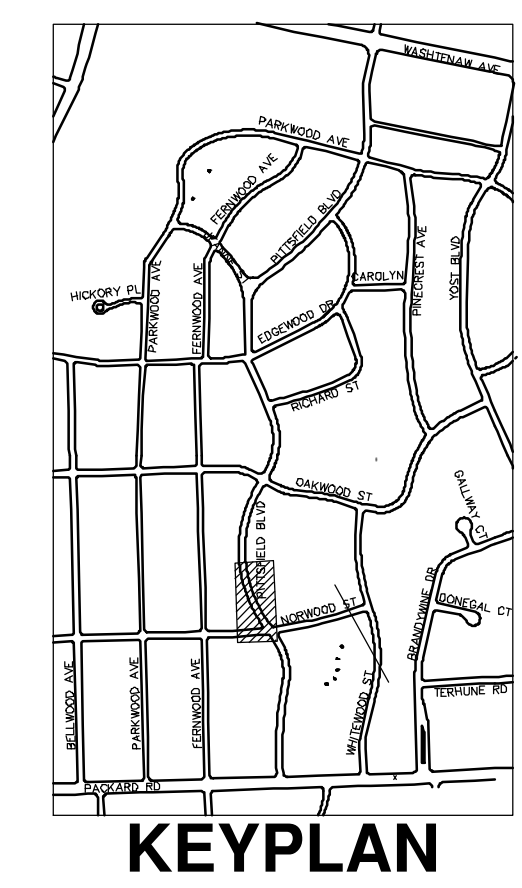 WASHTENAW AVE
PARKWOOD AVE
FERNWOOD AVE
PITTSFIELD BLVD
YOST BLVD
PINECREST AVE
CAROLYN
HICKORY PL
PARKWOOD AVE
FERNWOOD AVE
EDGEWOOD DR
RICHARD ST
OAKWOOD ST
GALLWAY CT
PITTSFIELD BLVD
BRANDYWINE DR
DONEGAL CT
NORWOOD ST
BELLWOOD AVE
PARKWOOD AVE
FERNWOOD AVE
WHITEWOOD ST
TERHUNE RD
PACKARD RD
KEYPLAN